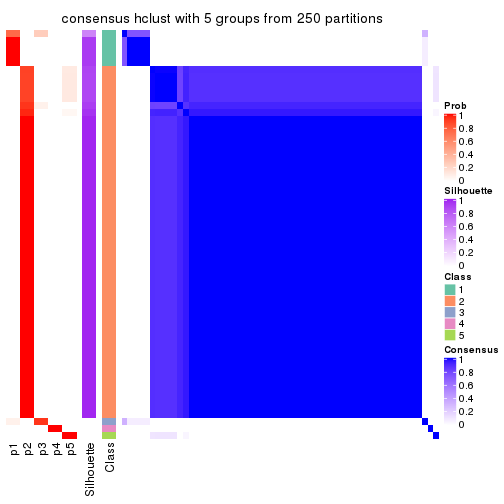 consensus hclust with 5 groups from 250 partitions
Prob
1
0.8
0.6
0.4
0.2
0
Silhouette
1
0.8
0.6
0.4
0.2
0
Class
1
2
3
4
5
Consensus
1
0.8
0.6
0.4
0.2
0
p1
p2
p3
p4
p5
Silhouette
Class